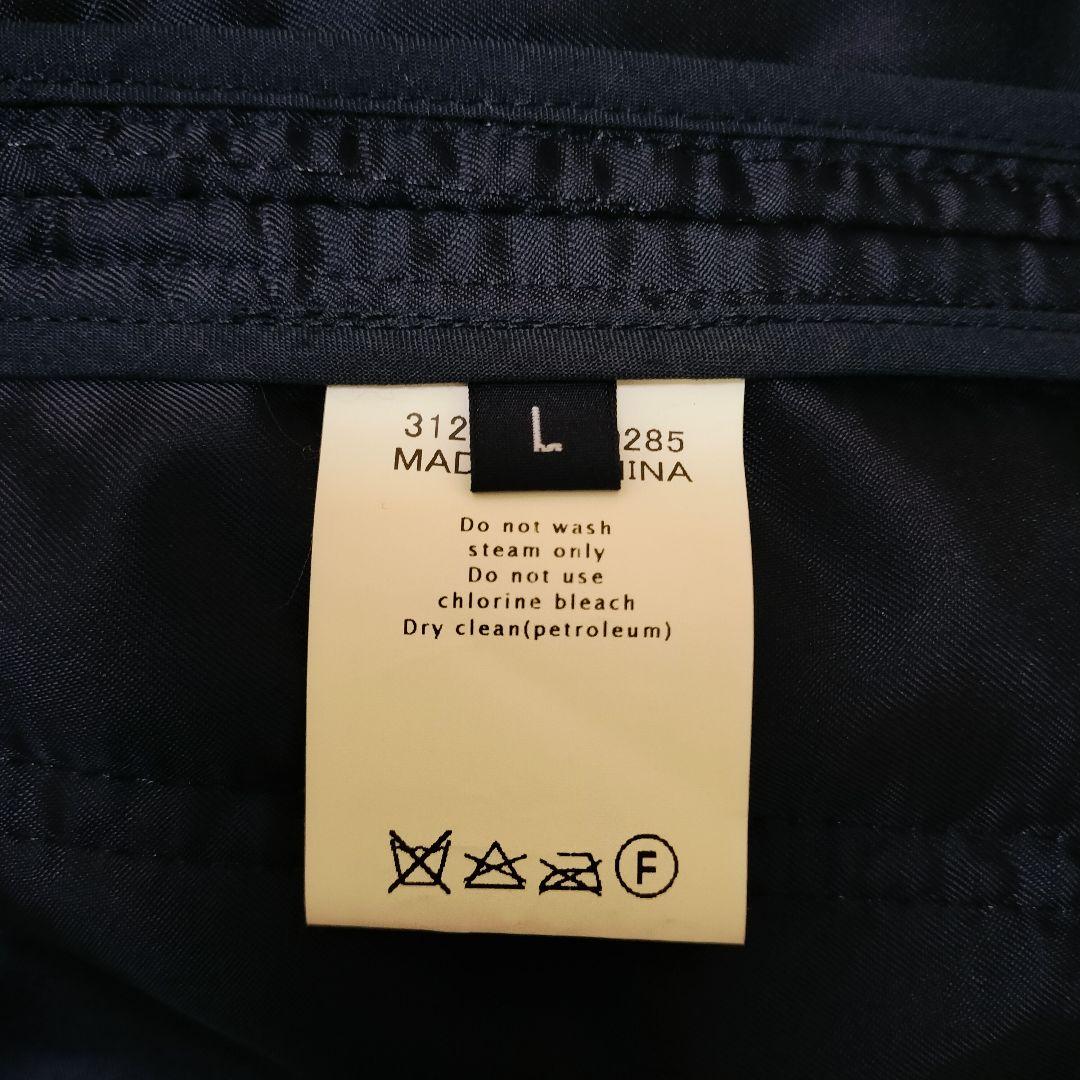 L
312 285
MAD INA
Do not wash
steam only
Do not use
chlorine bleach
Dry clean(petroleum)
F